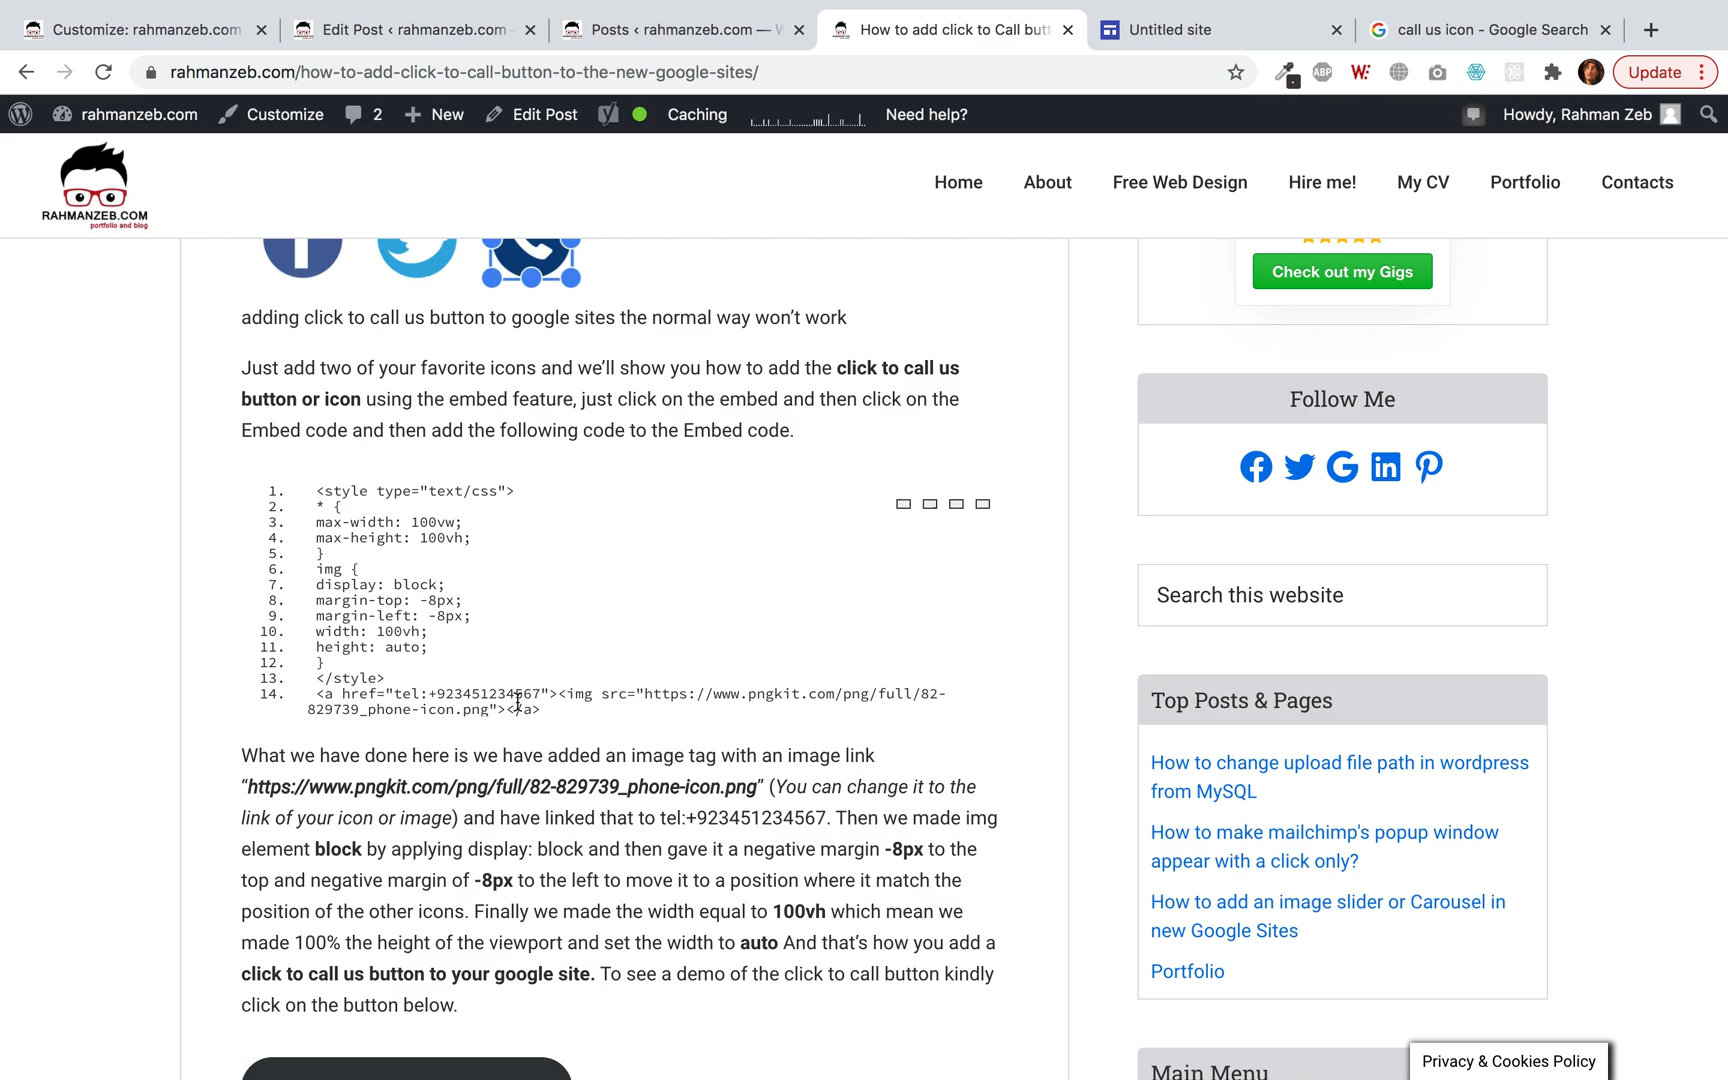 Customize: rahmanzeb.com
Edit Post ‹ rahmanzeb.com -
Posts ‹ rahmanzeb.com — W
How to add click to Call butt
Untitled site
call us icon - Google Search
rahmanzeb.com/how-to-add-click-to-call-button-to-the-new-google-sites/
ABP
Update
rahmanzeb.com
Customize
2
New
Edit Post
Caching
Need help?
Howdy, Rahman Zeb
RAHMANZEB.COM
portfolio and blog
Home
About
Free Web Design
Hire me!
My CV
Portfolio
Contacts
adding click to call us button to google sites the normal way won’t work
Just add two of your favorite icons and we’ll show you how to add the click to call us
button or icon using the embed feature, just click on the embed and then click on the
Embed code and then add the following code to the Embed code.
1. <style type="text/css">
2. * {
3. max-width: 100vw;
4. max-height: 100vh;
5. }
6. img {
7. display: block;
8. margin-top: -8px;
9. margin-left: -8px;
10. width: 100vh;
11. height: auto;
12. }
13. </style>
14. <a href="tel:+923451234567"><img src="https://www.pngkit.com/png/full/82-
829739_phone-icon.png"></a>
What we have done here is we have added an image tag with an image link
“https://www.pngkit.com/png/full/82-829739_phone-icon.png” (You can change it to the
link of your icon or image) and have linked that to tel:+923451234567. Then we made img
element block by applying display: block and then gave it a negative margin -8px to the
top and negative margin of -8px to the left to move it to a position where it match the
position of the other icons. Finally we made the width equal to 100vh which mean we
made 100% the height of the viewport and set the width to auto And that’s how you add a
click to call us button to your google site. To see a demo of the click to call button kindly
click on the button below.
Check out my Gigs
Follow Me
Search this website
Top Posts & Pages
How to change upload file path in wordpress
from MySQL
How to make mailchimp's popup window
appear with a click only?
How to add an image slider or Carousel in
new Google Sites
Portfolio
Main Menu
Privacy & Cookies Policy